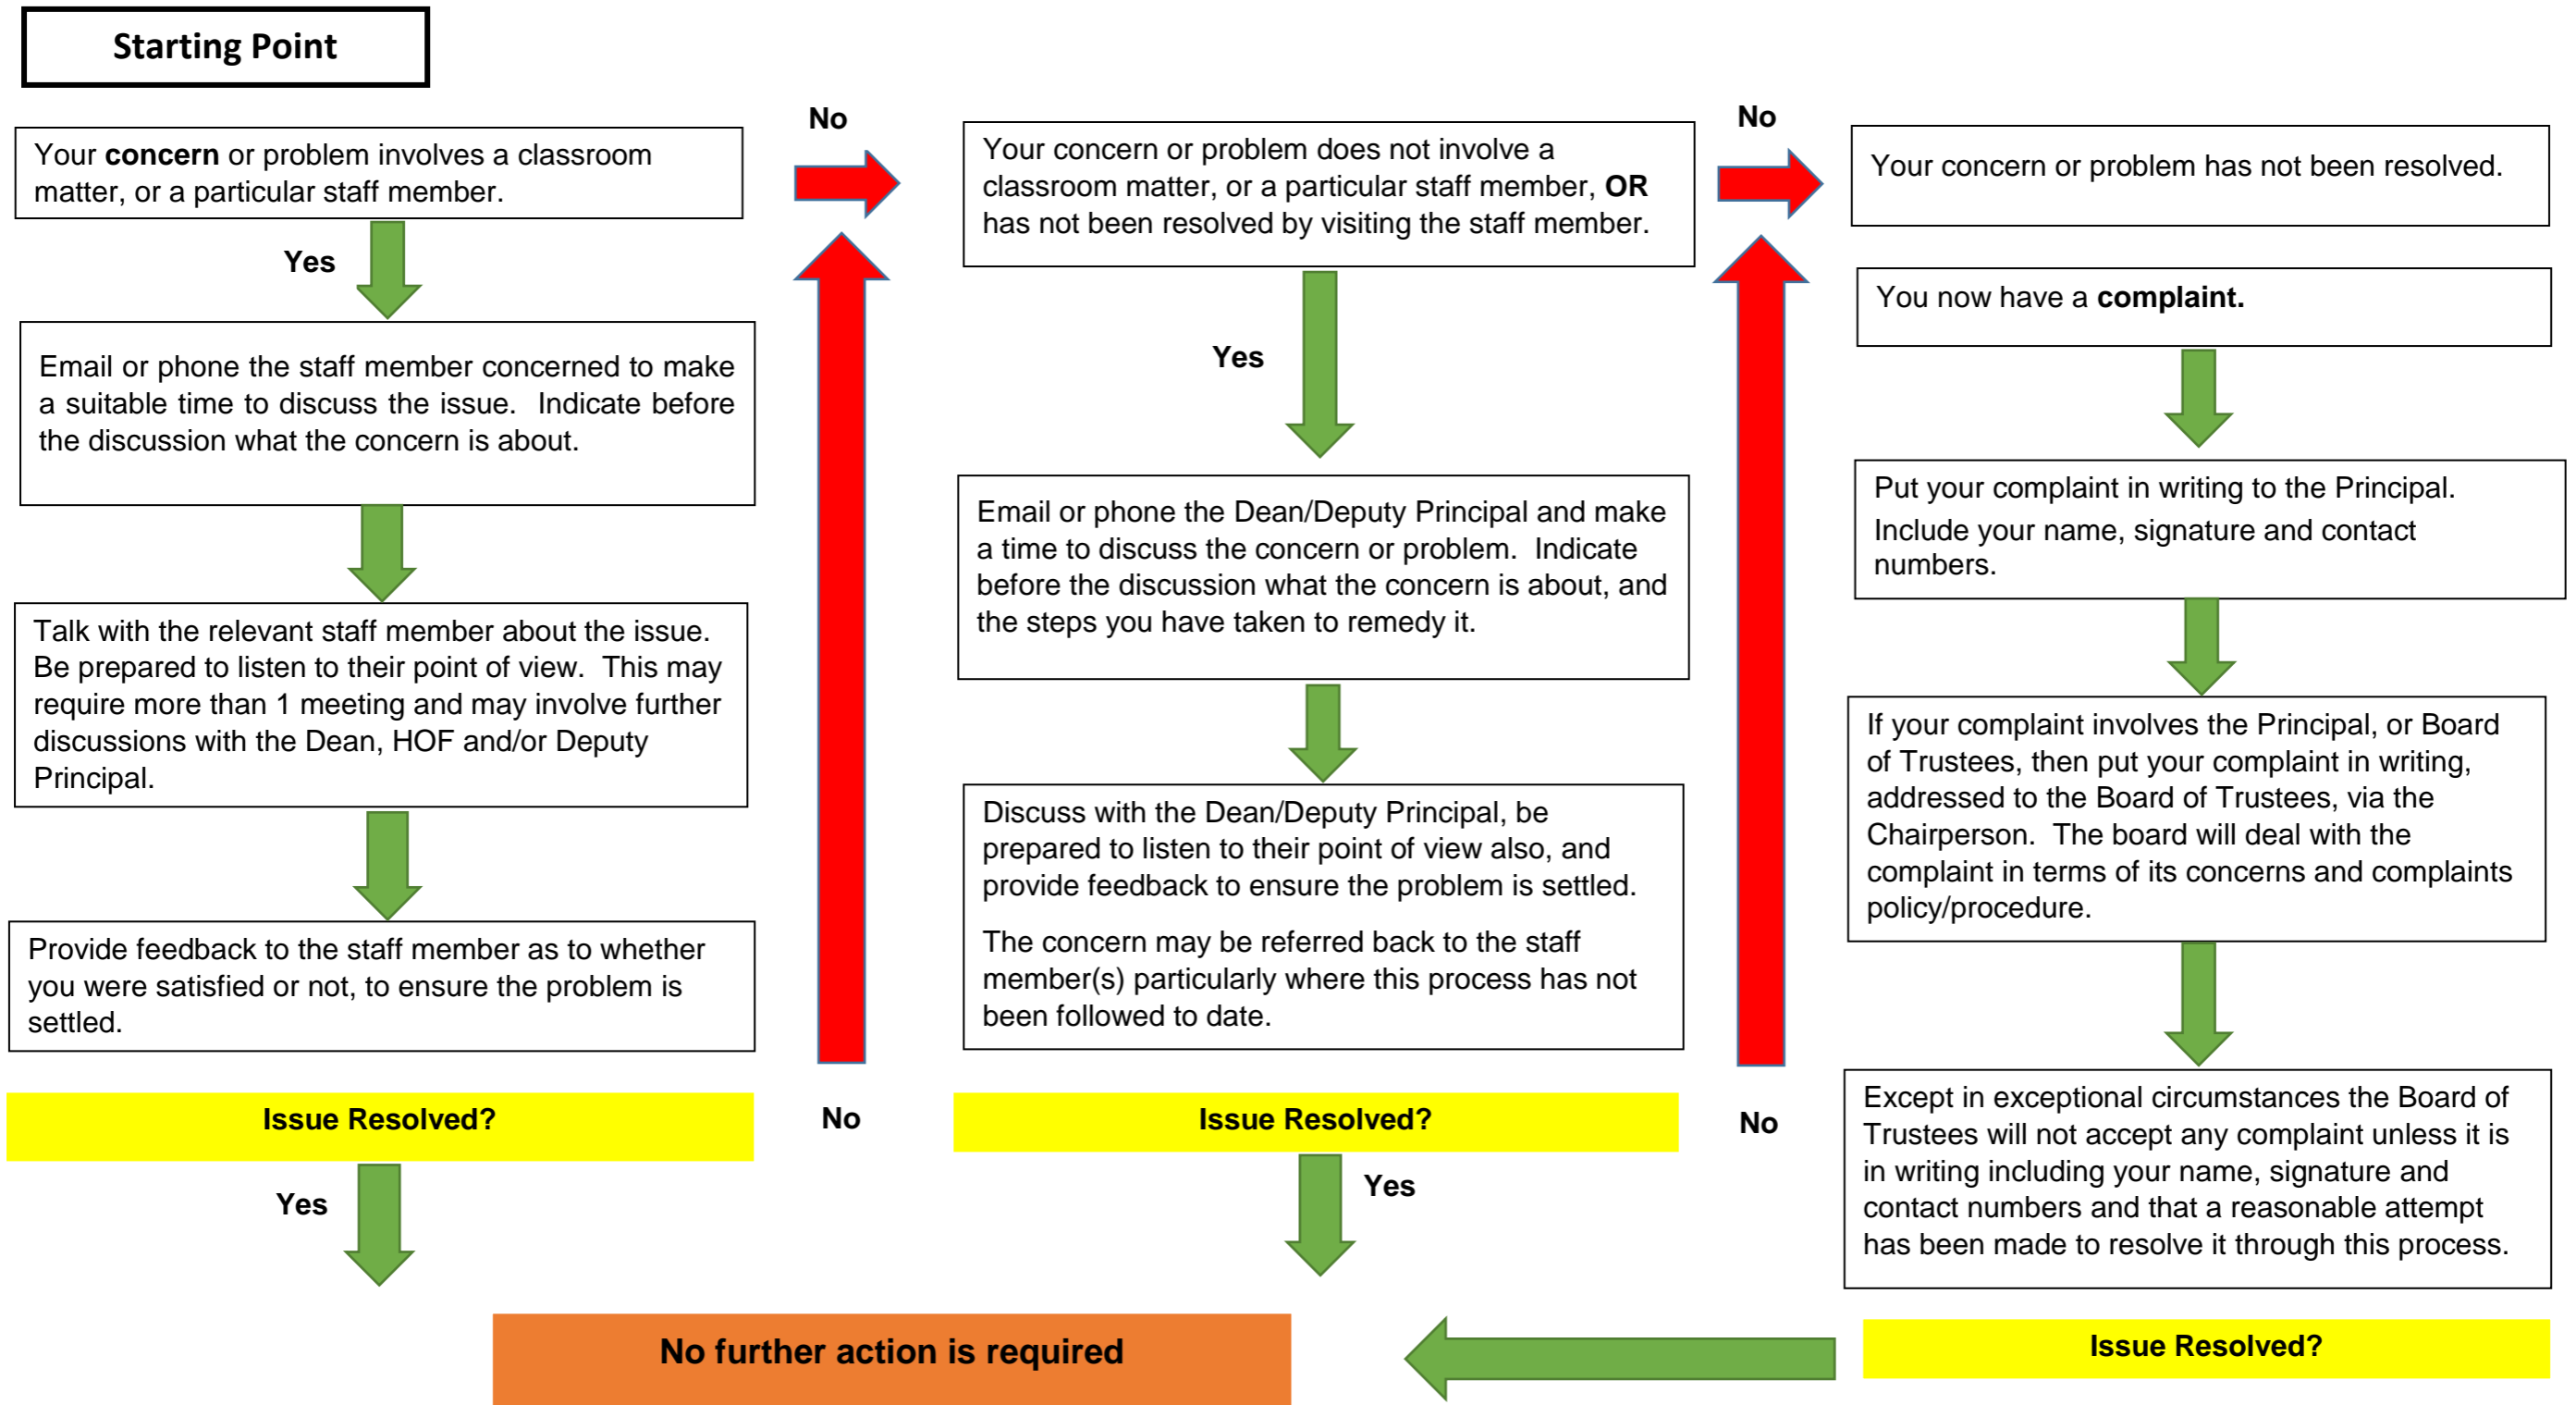 Starting Point
Your concern or problem involves a classroom
matter, or a particular staff member.
Yes
Email or phone the staff member concerned to make
a suitable time to discuss the issue.  Indicate before
the discussion what the concern is about.
Talk with the relevant staff member about the issue.
Be prepared to listen to their point of view.  This may
require more than 1 meeting and may involve further
discussions with the Dean, HOF and/or Deputy
Principal.
Provide feedback to the staff member as to whether
you were satisfied or not, to ensure the problem is
settled.
Issue Resolved?
Yes
No
No
Your concern or problem does not involve a
classroom matter, or a particular staff member, OR
has not been resolved by visiting the staff member.
Yes
Email or phone the Dean/Deputy Principal and make
a time to discuss the concern or problem.  Indicate
before the discussion what the concern is about, and
the steps you have taken to remedy it.
Discuss with the Dean/Deputy Principal, be
prepared to listen to their point of view also, and
provide feedback to ensure the problem is settled.
The concern may be referred back to the staff
member(s) particularly where this process has not
been followed to date.
Issue Resolved?
Yes
No
No
Your concern or problem has not been resolved.
You now have a complaint.
Put your complaint in writing to the Principal.
Include your name, signature and contact
numbers.
If your complaint involves the Principal, or Board
of Trustees, then put your complaint in writing,
addressed to the Board of Trustees, via the
Chairperson.  The board will deal with the
complaint in terms of its concerns and complaints
policy/procedure.
Except in exceptional circumstances the Board of
Trustees will not accept any complaint unless it is
in writing including your name, signature and
contact numbers and that a reasonable attempt
has been made to resolve it through this process.
Issue Resolved?
No further action is required